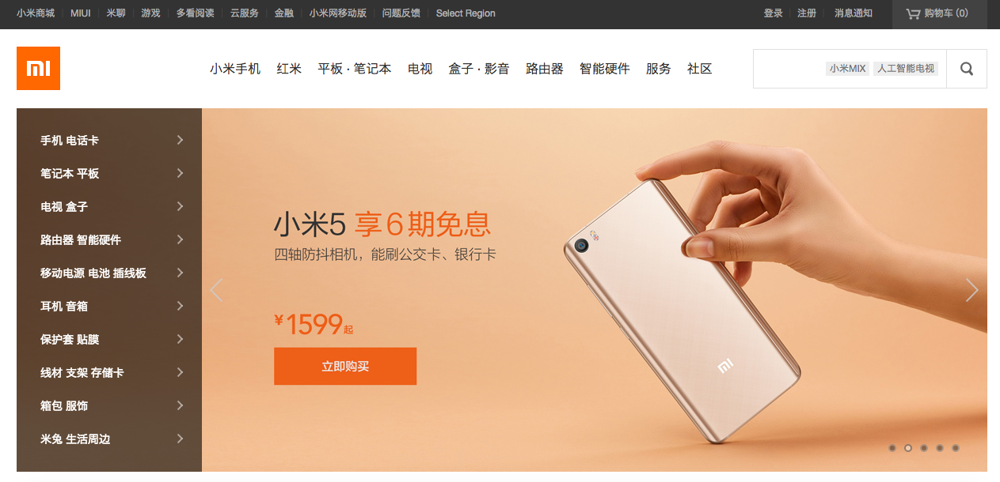 小米商城 MIUI 米聊 游戏 多看阅读 云服务 金融 小米网移动版 问题反馈 Select Region 登录 注册 消息通知 购物车 (0)
mi 小米手机 红米 平板 · 笔记本 电视 盒子 · 影音 路由器 智能硬件 服务 社区 小米MIX 人工智能电视
手机 电话卡
笔记本 平板
电视 盒子
路由器 智能硬件
移动电源 电池 插线板
耳机 音箱
保护套 贴膜
线材 支架 存储卡
箱包 服饰
米兔 生活周边
小米5 享6期免息
四轴防抖相机，能刷公交卡、银行卡
¥1599起
立即购买
mi